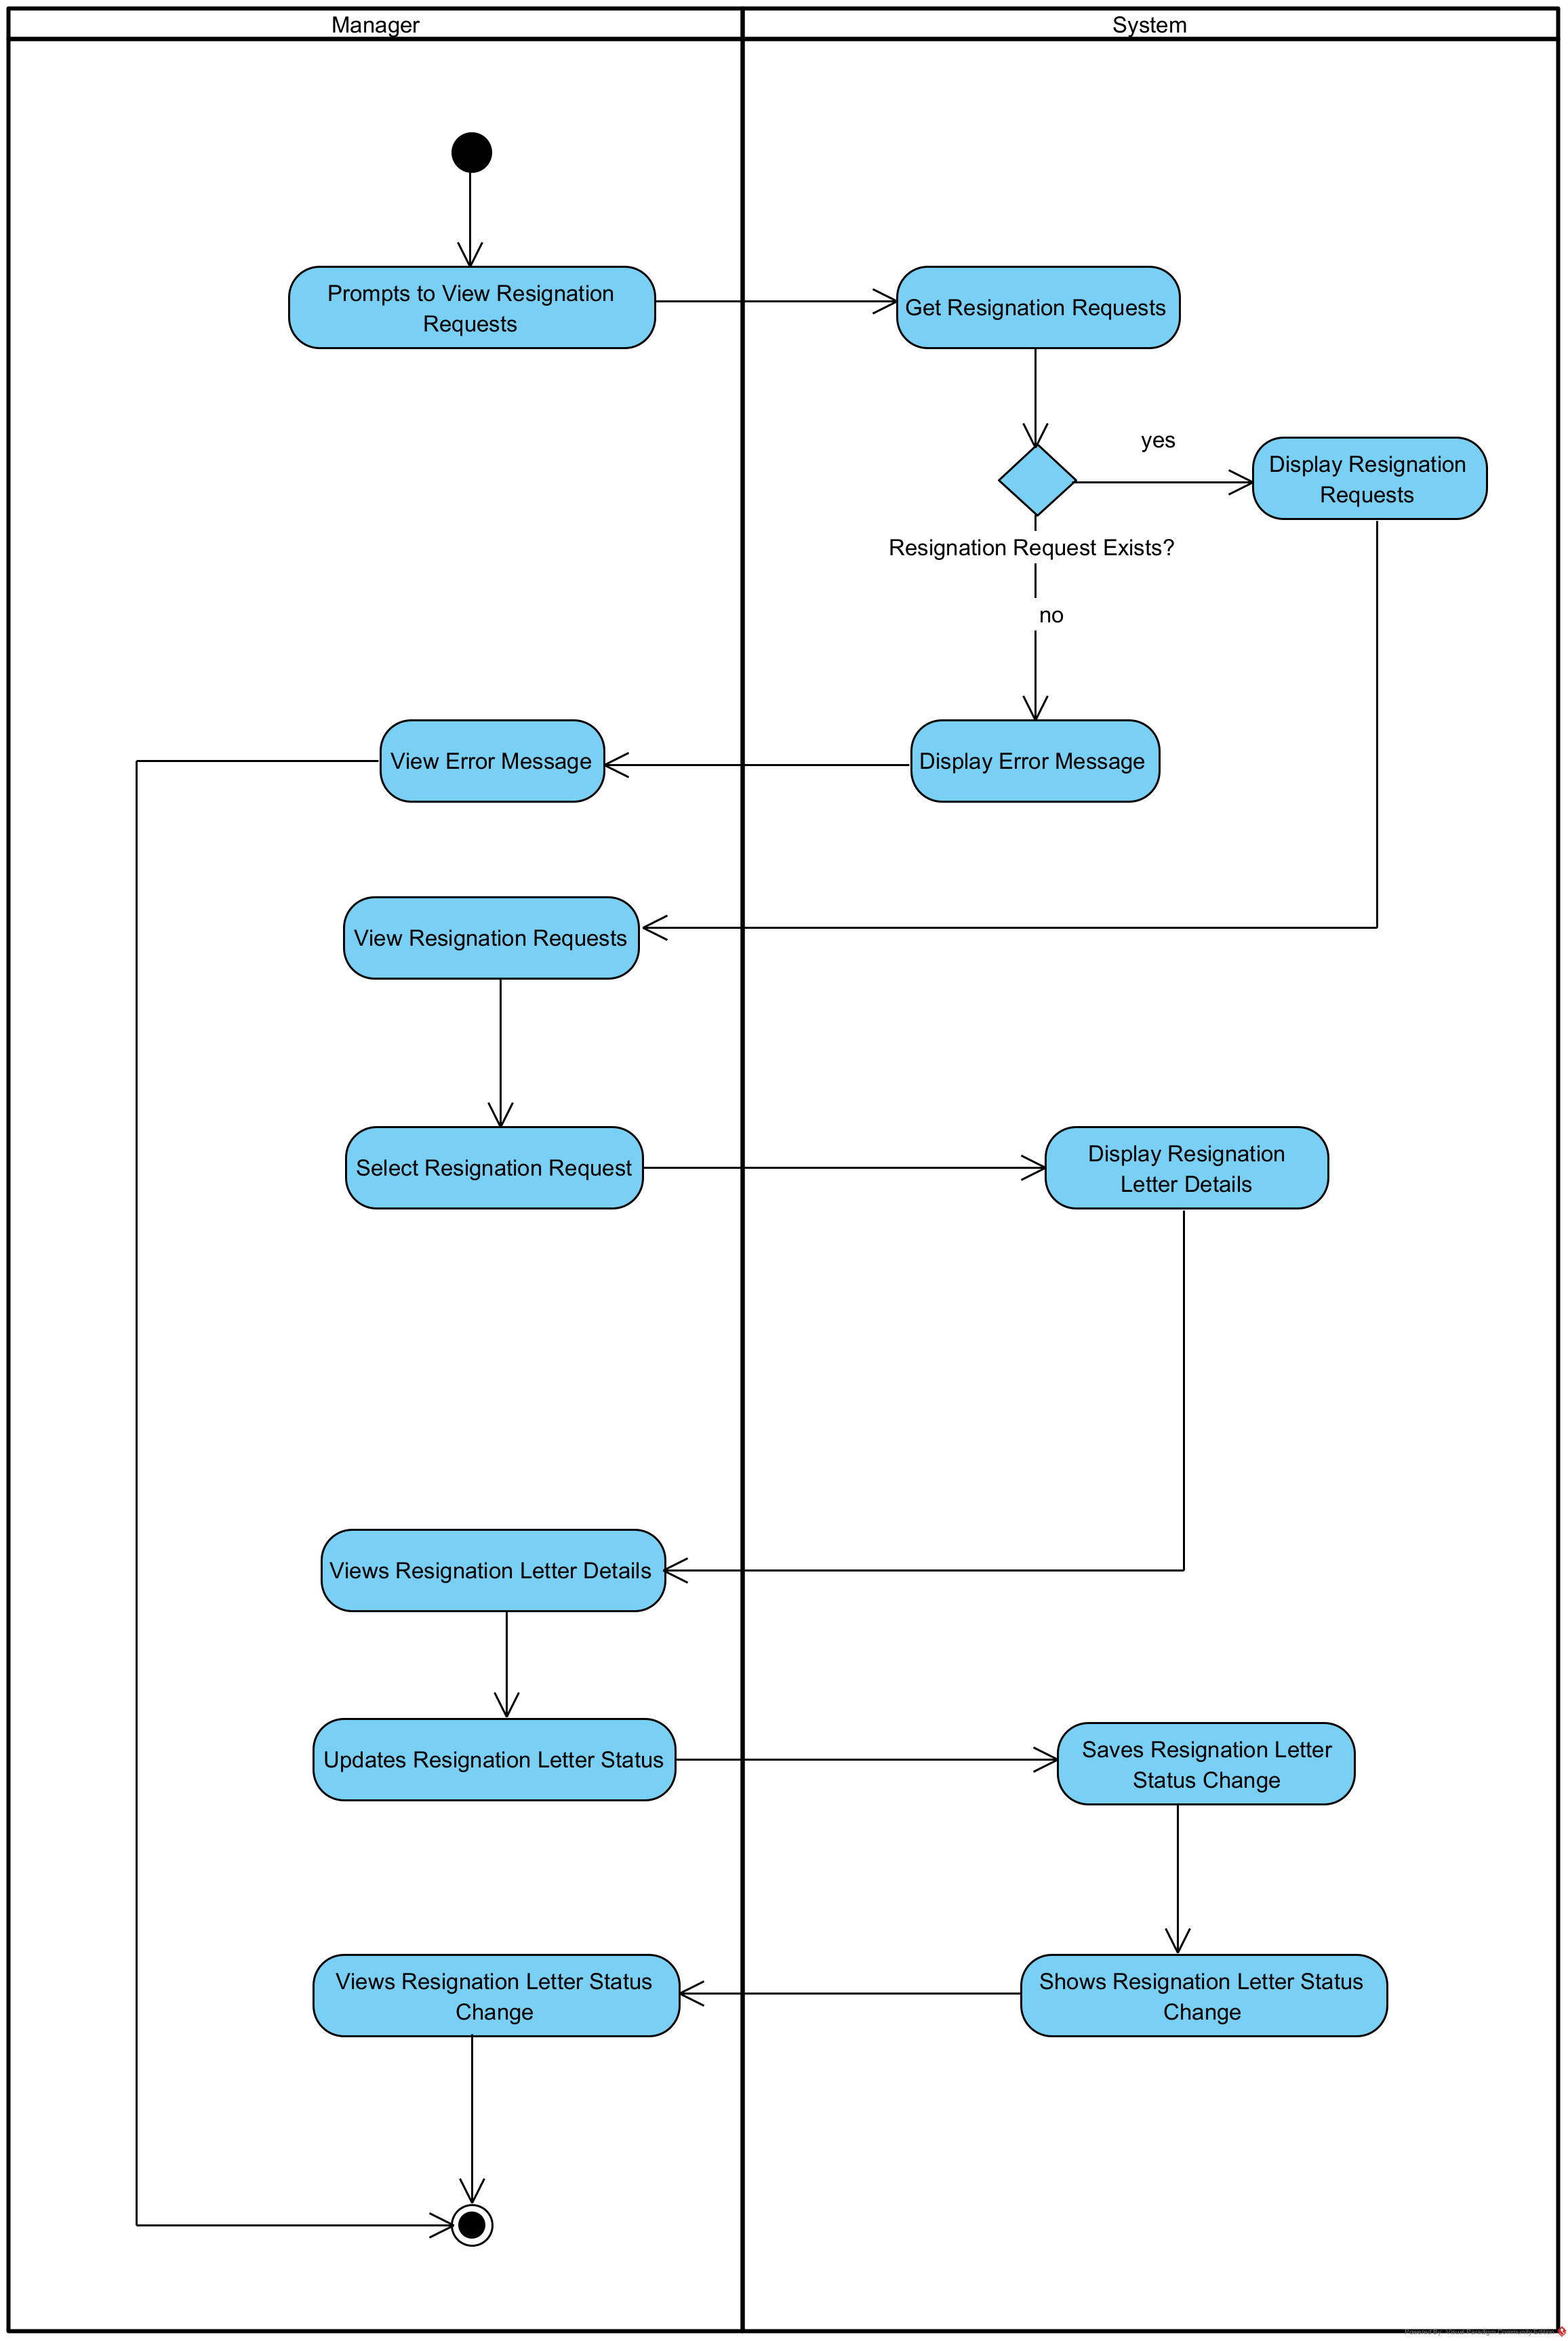 Manager
System
Prompts to View Resignation
Requests
Get Resignation Requests
yes
Display Resignation
Requests
Resignation Request Exists?
no
View Error Message
Display Error Message
View Resignation Requests
Select Resignation Request
Display Resignation
Letter Details
Views Resignation Letter Details
Updates Resignation Letter Status
Saves Resignation Letter
Status Change
Views Resignation Letter Status
Change
Shows Resignation Letter Status
Change